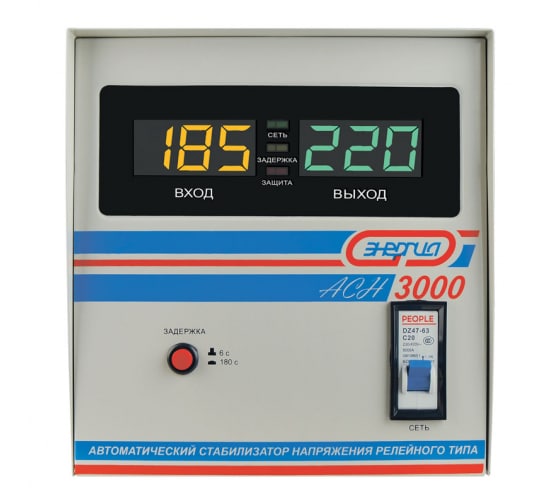 185
220
СЕТЬ
ЗАДЕРЖКА
ЗАЩИТА
ВХОД
ВЫХОД
энергия
АСН 3000
ЗАДЕРЖКА
6 с
180 с
PEOPLE
DZ47-63
C20
СЕТЬ
АВТОМАТИЧЕСКИЙ СТАБИЛИЗАТОР НАПРЯЖЕНИЯ РЕЛЕЙНОГО ТИПА